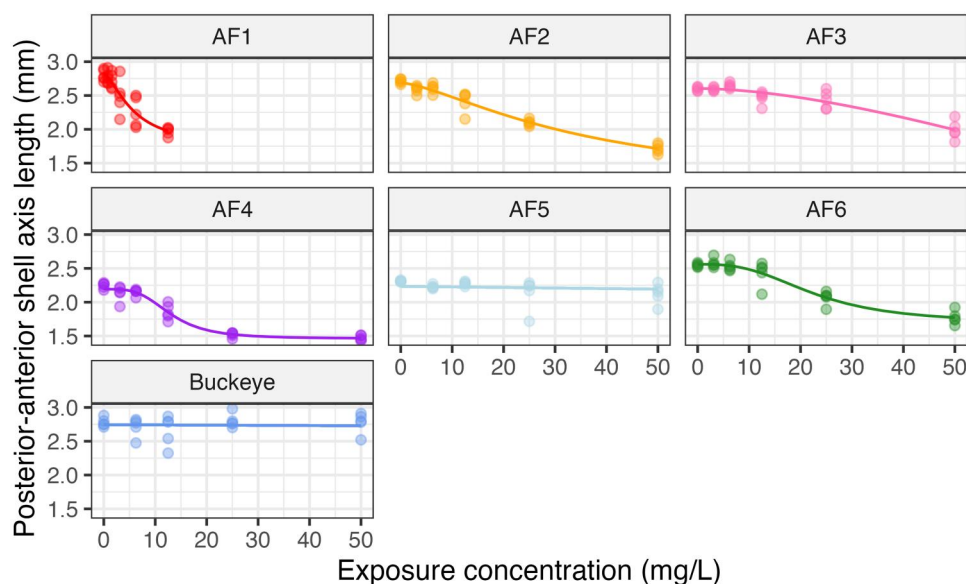 AF1 AF2 AF3
3.0
2.5
2.0
1.5
AF4 AF5 AF6
3.0
2.5
2.0
1.5
0 10 20 30 40 50 0 10 20 30 40 50
Buckeye
3.0
2.5
2.0
1.5
0 10 20 30 40 50
Posterior-anterior shell axis length (mm)
Exposure concentration (mg/L)